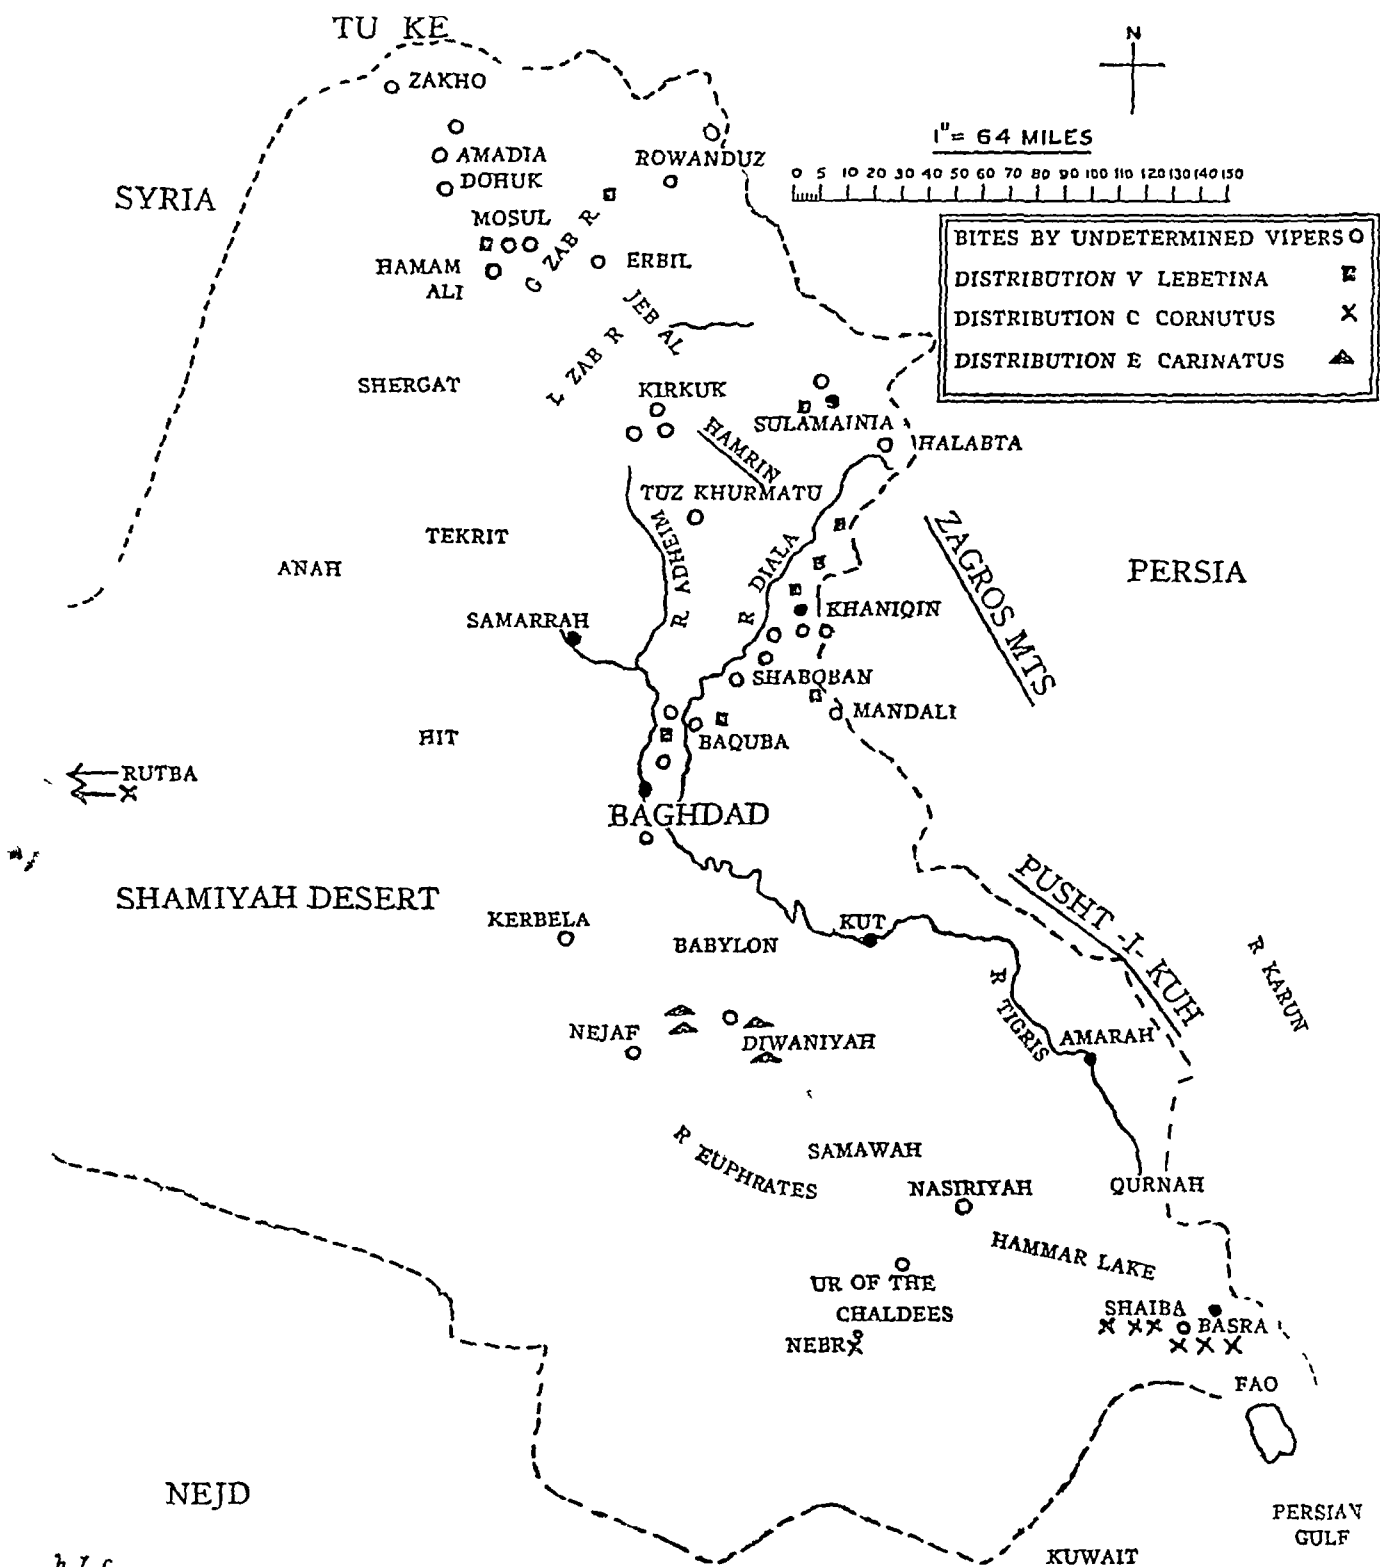 TU KE
N
ZAKHO
1" = 64 MILES
AMADIA
ROWANDUZ
DOHUK
0 5 10 20 30 40 50 60 70 80 90 100 110 120 130 140 150
SYRIA
MOSUL
G ZAB R
BITES BY UNDETERMINED VIPERS
HAMAM
ALI
ERBIL
DISTRIBUTION V LEBETINA
DISTRIBUTION C CORNUTUS
DISTRIBUTION E CARINATUS
JEBAL
L ZAB R
SHERGAT
KIRKUK
SULAMAINIA
HAMRIN
HALABTA
TUZ KHURMATU
R ADHEIM
R DIALA
TEKRIT
ANAH
ZAGROS MTS
PERSIA
SAMARRAH
KHANIQIN
SHABOBAN
MANDALI
HIT
BAQUBA
RUTBA
BAGHDAD
SHAMIYAH DESERT
PUSHT-I-KUH
KERBELA
BABYLON
KUT
R KARUN
R TIGRIS
NEJAF
DIWANIYAH
AMARAH
R EUPHRATES
SAMAWAH
NASIRIYAH
QURNAH
HAMMAR LAKE
UR OF THE
CHALDEES
SHAIBA
BASRA
NEBR
FAO
NEJD
PERSIAN
GULF
KUWAIT